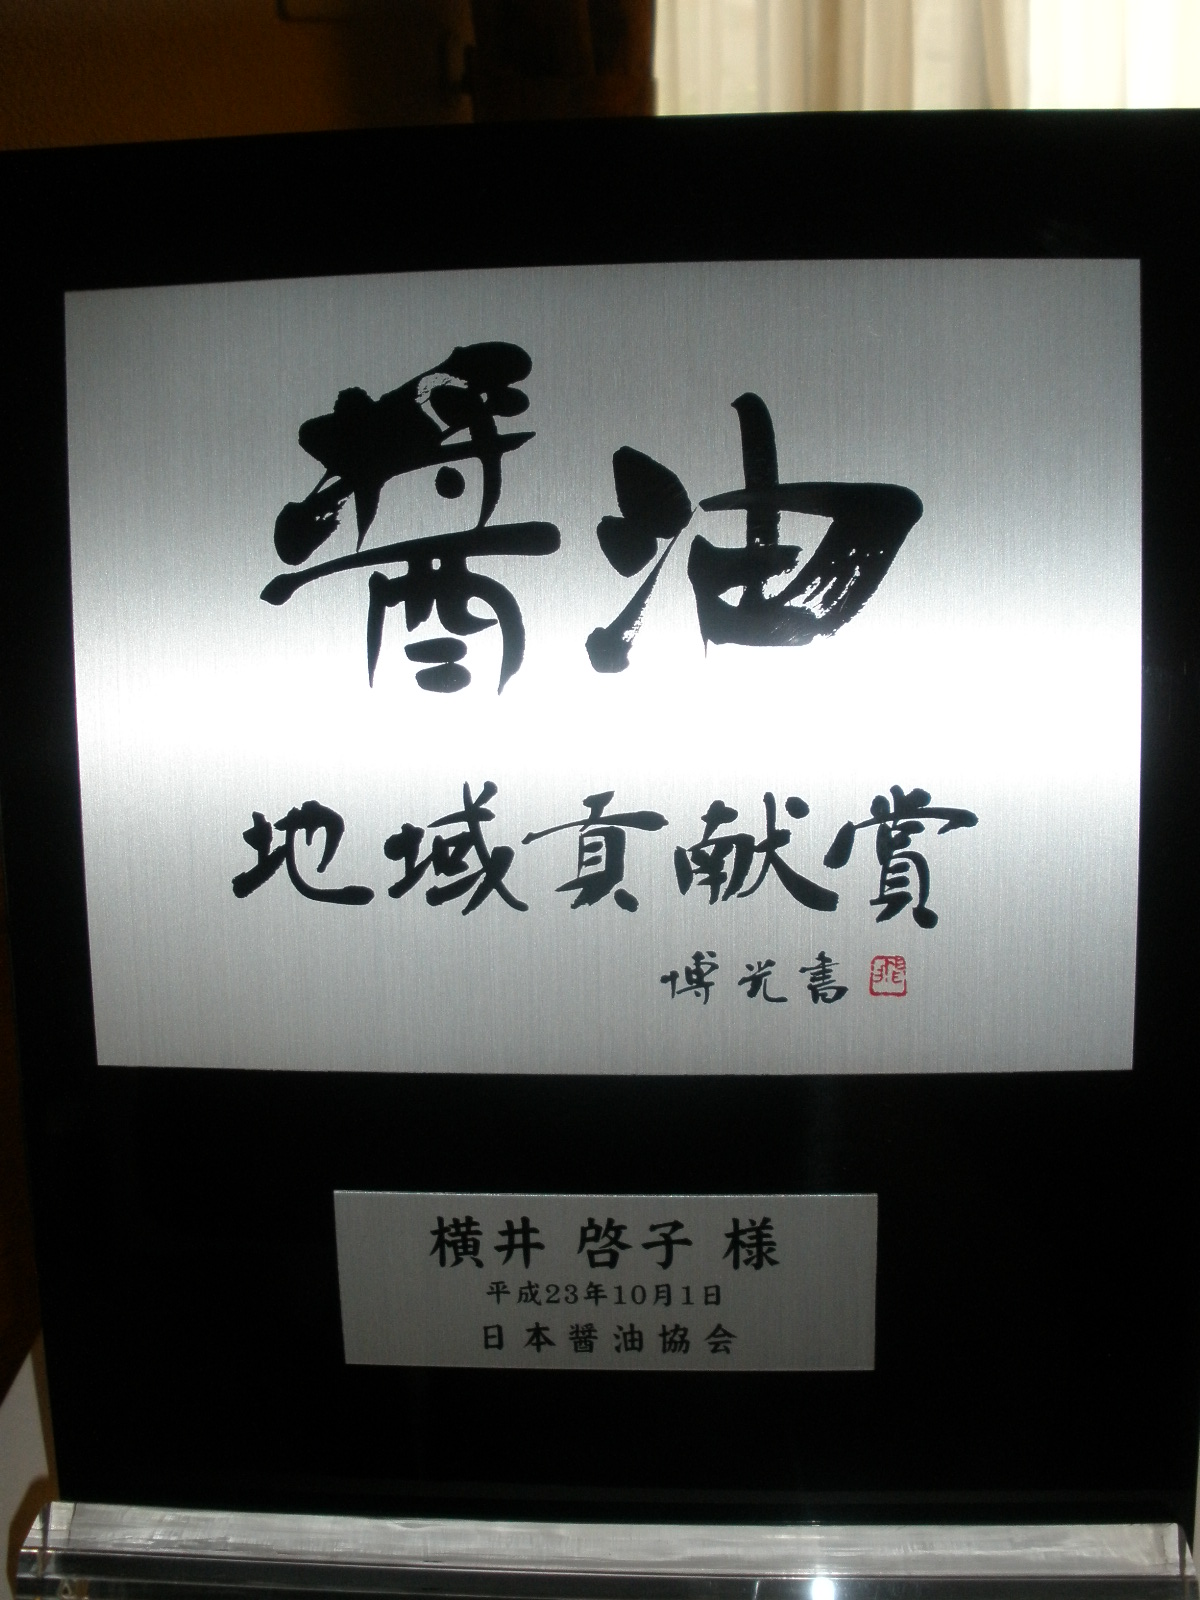 醤油
地域貢献賞
博光書
横井 啓子 様
平成23年10月1日
日本醤油協会